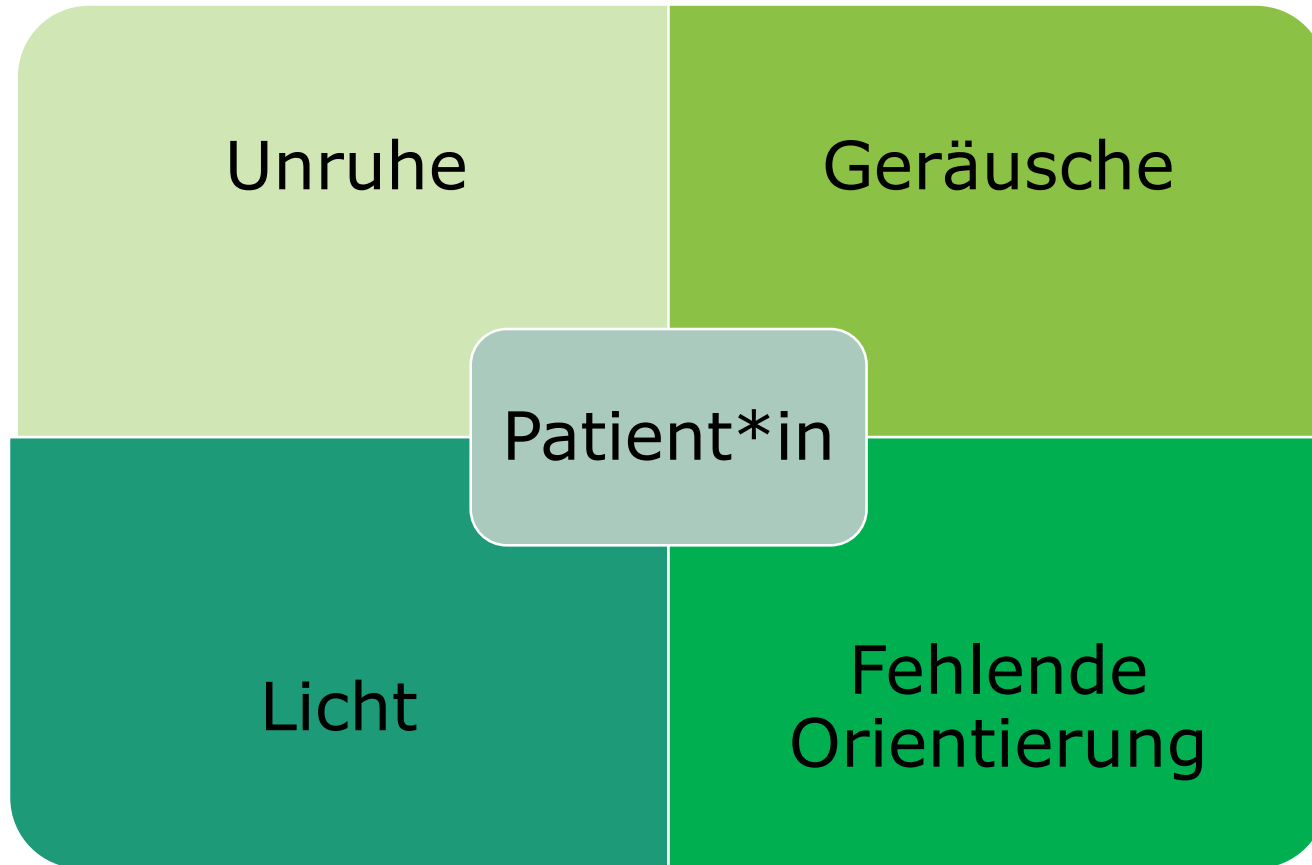 Unruhe
Geräusche
Patient*in
Licht
Fehlende
Orientierung